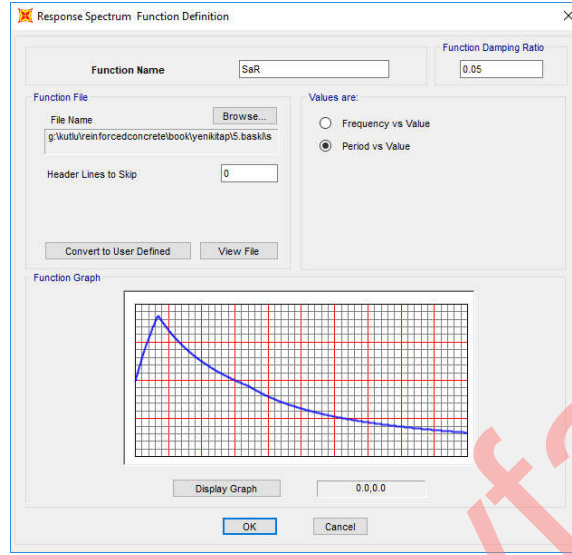 Response Spectrum Function Definition
Function Name
SaR
Function Damping Ratio
0.05
Function File
File Name
Browse...
g:\kutlu\reinforcedconcrete\book\yenikitap\5.baski\s
Header Lines to Skip
0
Convert to User Defined
View File
Values are:
Frequency vs Value
Period vs Value
Function Graph
Display Graph
0.0,0.0
OK
Cancel